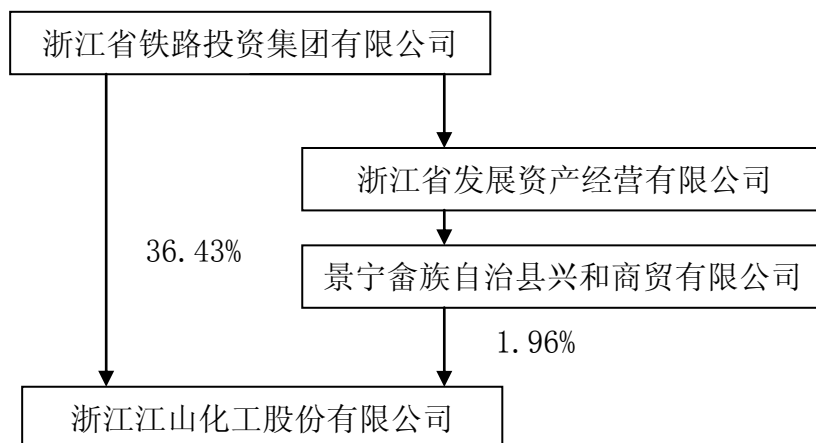 浙江省铁路投资集团有限公司
浙江省发展资产经营有限公司
36.43%
景宁畲族自治县兴和商贸有限公司
1.96%
浙江江山化工股份有限公司